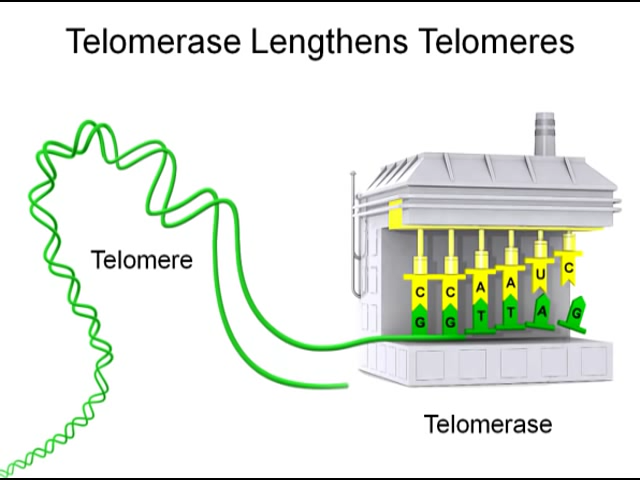 Telomerase Lengthens Telomeres
Telomere
C C A A U C
G G T T A G
Telomerase